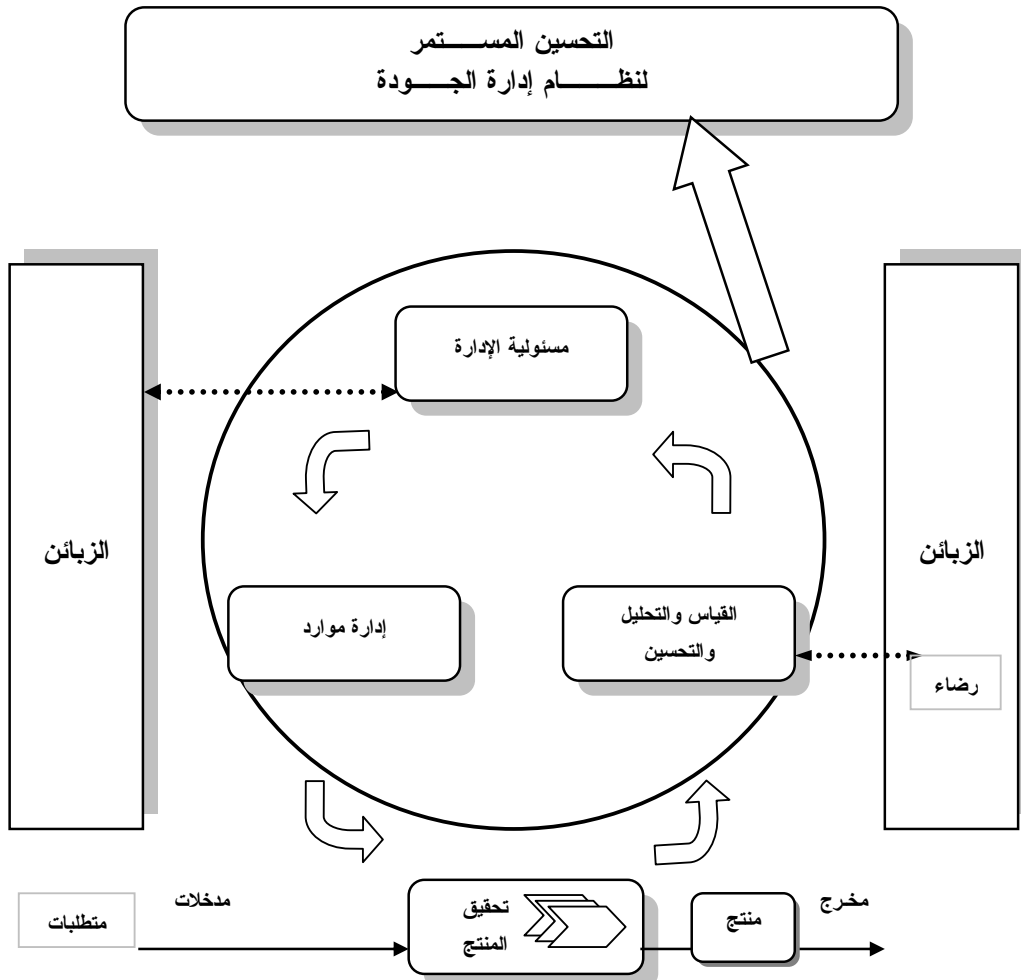 التحسين المستمر
لنظام إدارة الجودة
مسئولية الإدارة
الزبائن
الزبائن
إدارة موارد
القياس والتحليل
والتحسين
رضاء
متطلبات
مدخلات
تحقيق
المنتج
منتج
مخرج